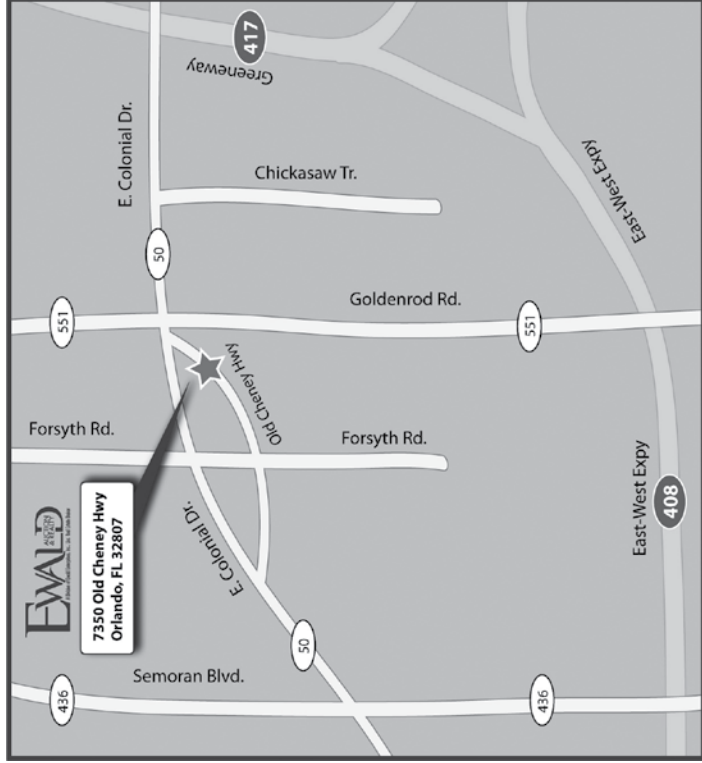 417
Greeneway
E. Colonial Dr.
Chickasaw Tr.
East-West Expy
50
551
Goldenrod Rd.
551
Old Cheney Hwy
Forsyth Rd.
Forsyth Rd.
EWALD
AUCTIONS
& REALTY
7350 Old Cheney Hwy
Orlando, FL 32807
E. Colonial Dr.
East-West Expy
408
50
Semoran Blvd.
436
436